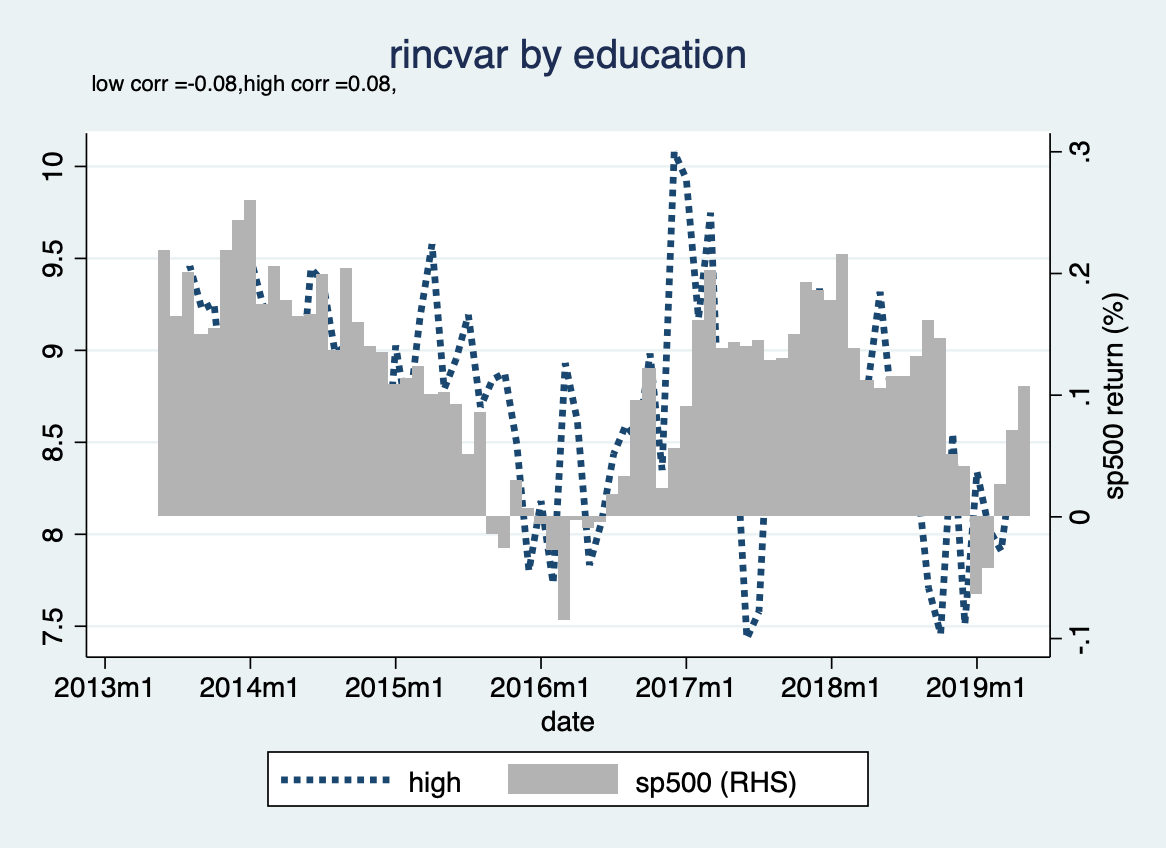 rincvar by education
low corr =-0.08,high corr =0.08,
10
9.5
9
8.5
8
7.5
.3
.2
.1
0
-.1
sp500 return (%)
2013m1 2014m1 2015m1 2016m1 2017m1 2018m1 2019m1
date
high sp500 (RHS)